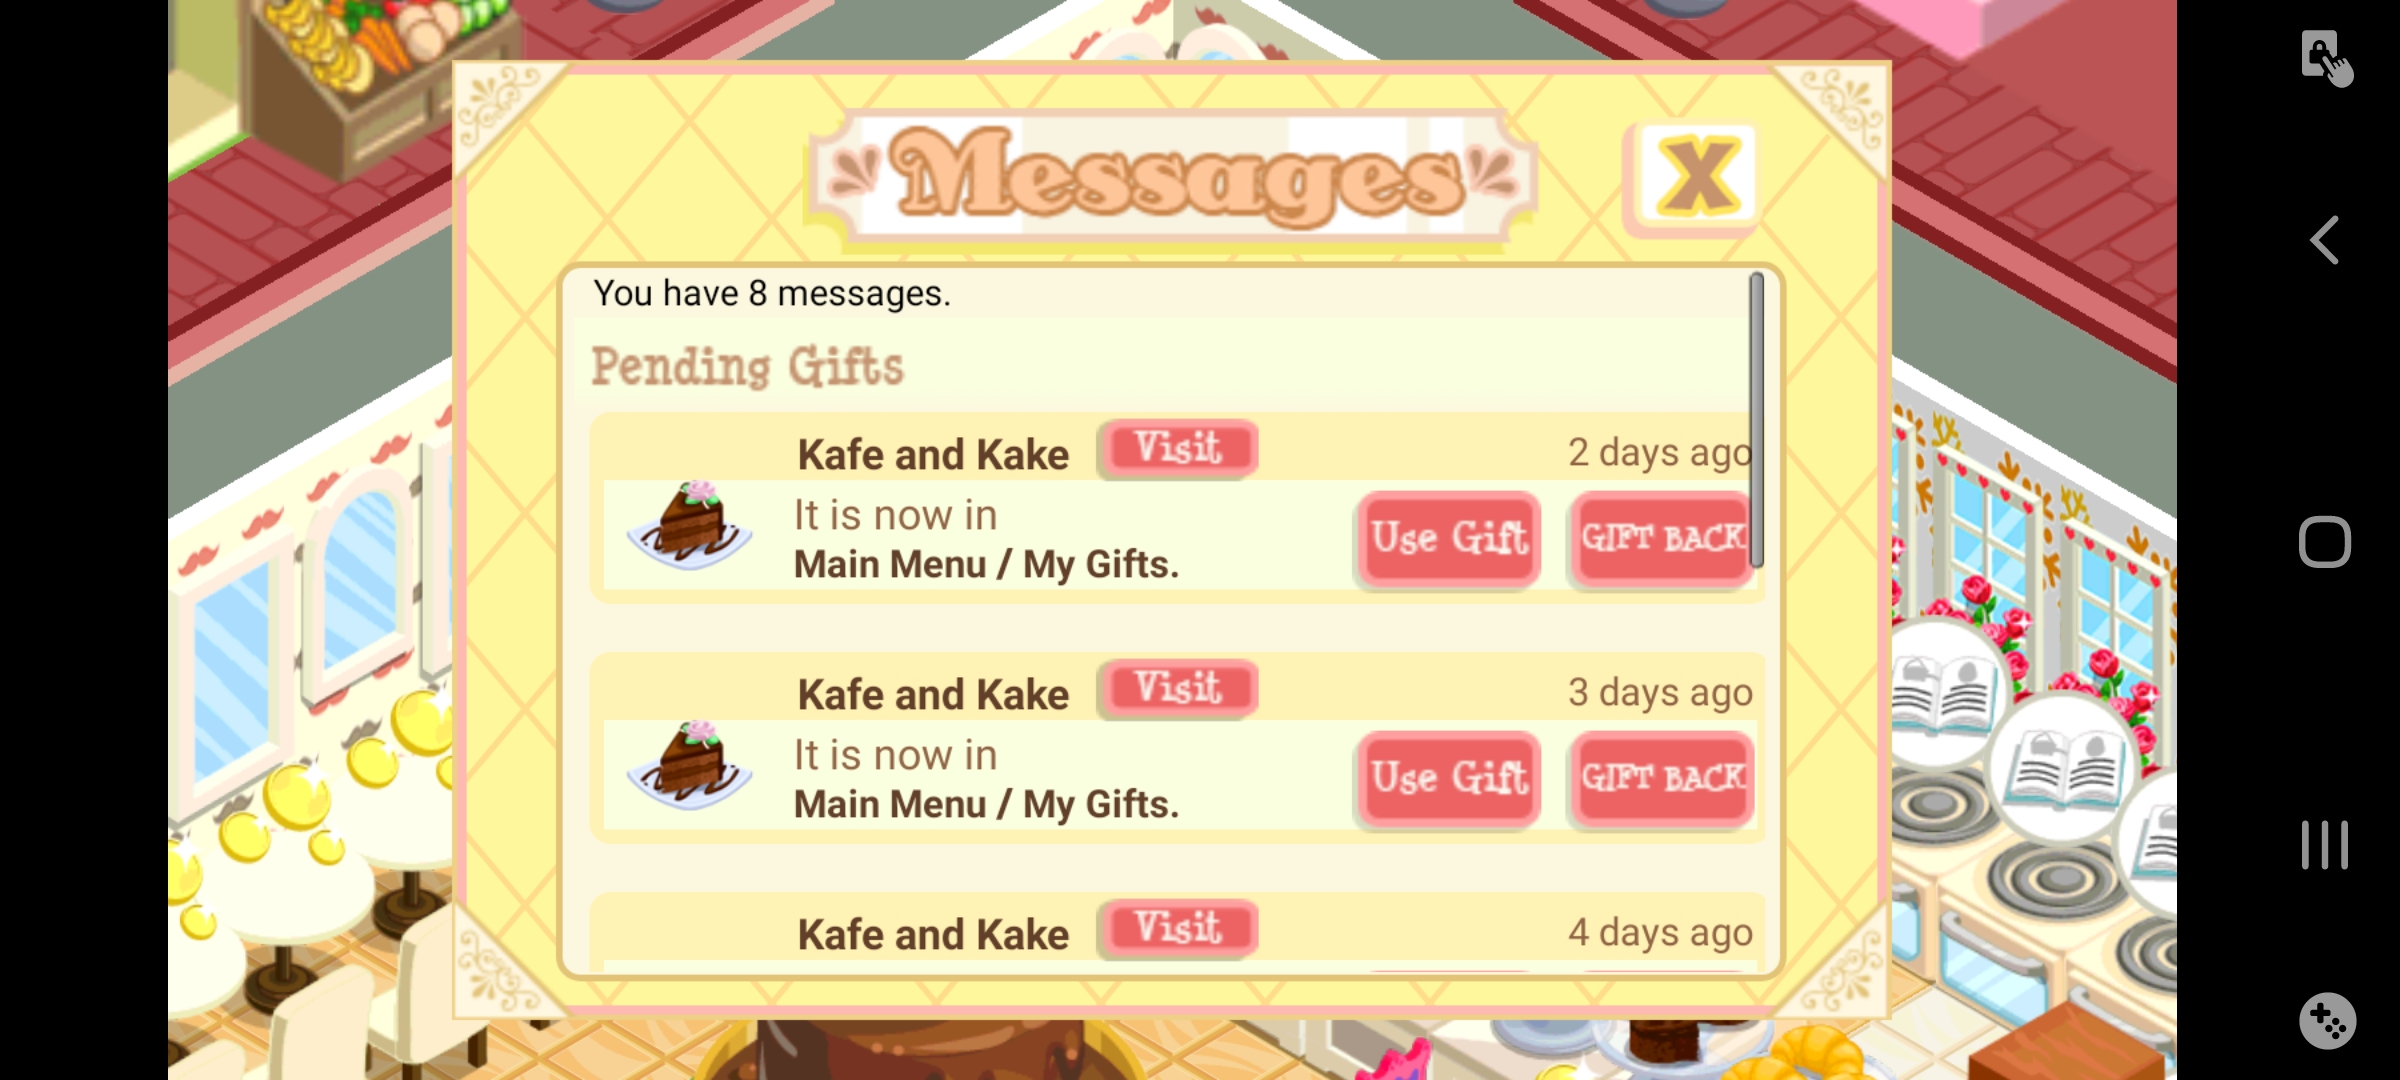 Messages
X
You have 8 messages.
Pending Gifts
Kafe and Kake Visit 2 days ago
It is now in
Main Menu / My Gifts.
Use Gift GIFT BACK
Kafe and Kake Visit 3 days ago
It is now in
Main Menu / My Gifts.
Use Gift GIFT BACK
Kafe and Kake Visit 4 days ago